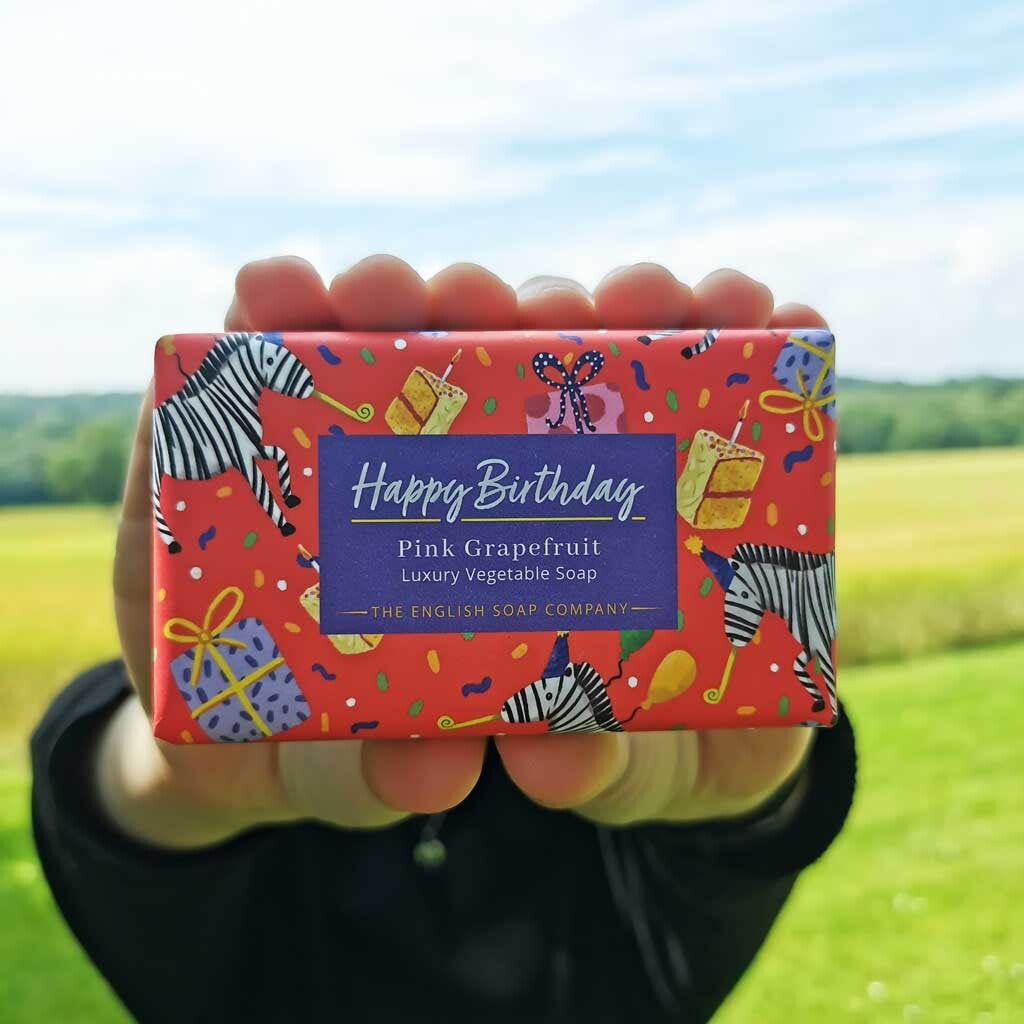 Happy Birthday
Pink Grapefruit
Luxury Vegetable Soap
THE ENGLISH SOAP COMPANY